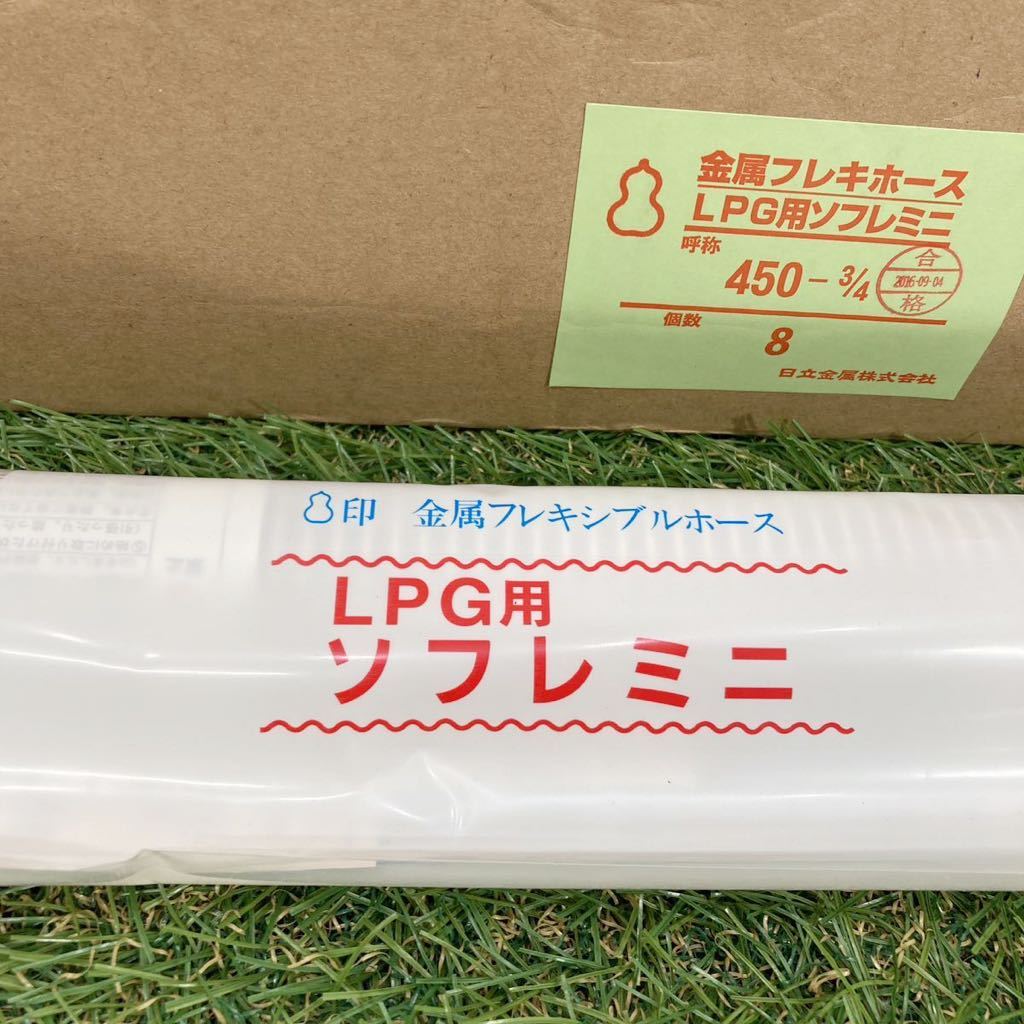 金属フレキホース
LPG用ソフレミニ
呼称
450-3/4
合
2016-09-04
格
個数
8
日立金属株式会社
印 金属フレキシブルホース
LPG用
ソフレミニ